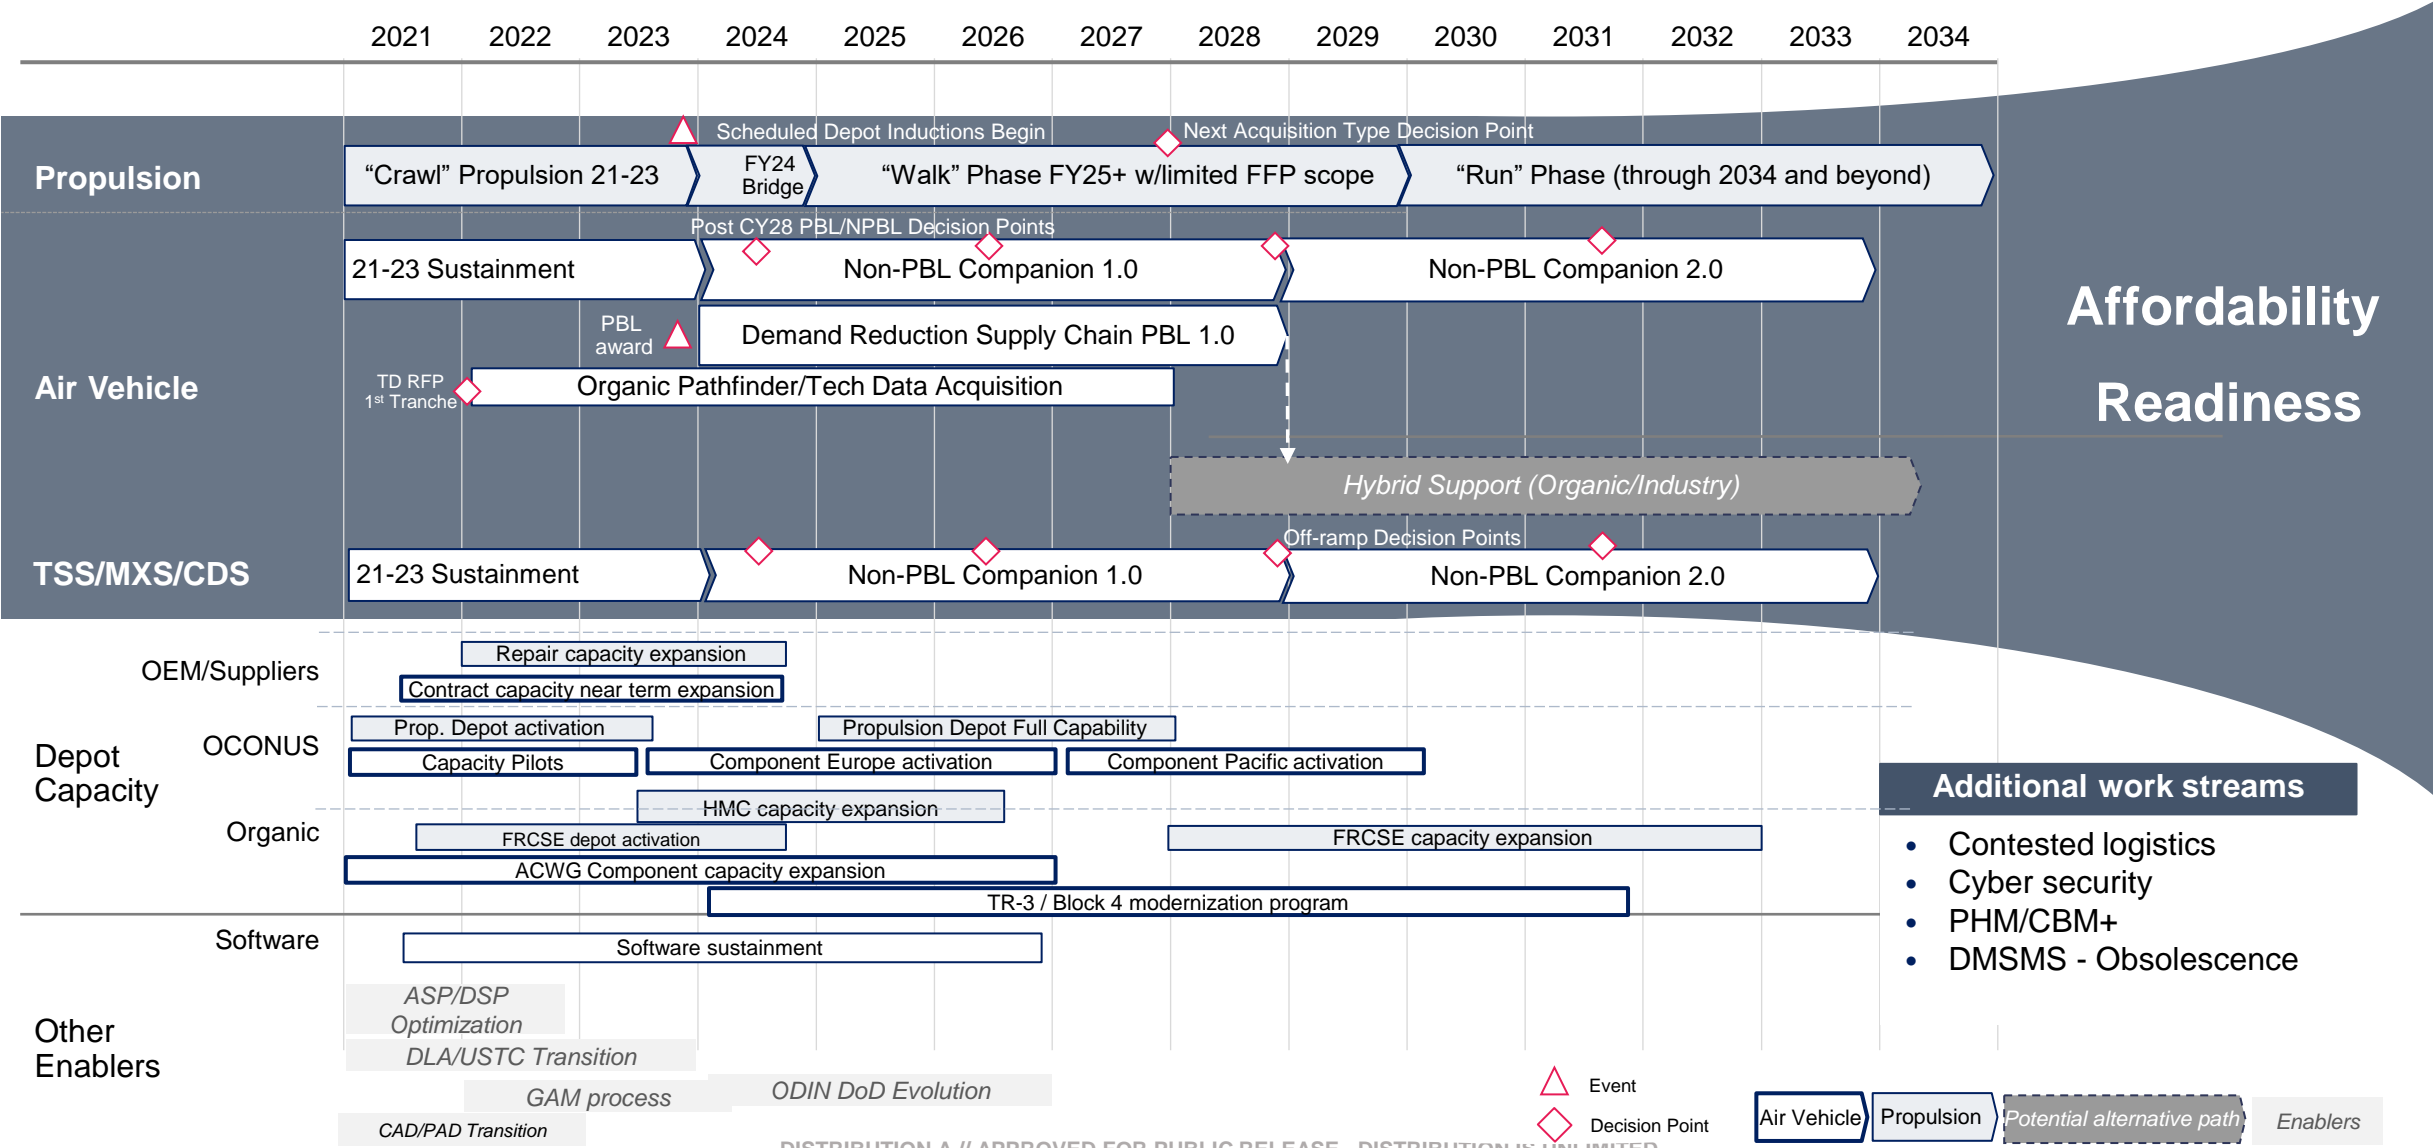 2021 2022 2023 2024 2025 2026 2027 2028 2029 2030 2031 2032 2033 2034
Scheduled Depot Inductions Begin
Next Acquisition Type Decision Point
Propulsion
“Crawl” Propulsion 21-23
FY24
Bridge
“Walk” Phase FY25+ w/limited FFP scope
“Run” Phase (through 2034 and beyond)
Post CY28 PBL/NPBL Decision Points
21-23 Sustainment
Non-PBL Companion 1.0
Non-PBL Companion 2.0
Affordability
Readiness
PBL
award
Demand Reduction Supply Chain PBL 1.0
Air Vehicle
TD RFP
1st Tranche
Organic Pathfinder/Tech Data Acquisition
Hybrid Support (Organic/Industry)
Off-ramp Decision Points
TSS/MXS/CDS
21-23 Sustainment
Non-PBL Companion 1.0
Non-PBL Companion 2.0
Depot
Capacity
OEM/Suppliers
Repair capacity expansion
Contract capacity near term expansion
OCONUS
Prop. Depot activation
Propulsion Depot Full Capability
Capacity Pilots
Component Europe activation
Component Pacific activation
Organic
HMC capacity expansion
FRCSE depot activation
FRCSE capacity expansion
ACWG Component capacity expansion
TR-3 / Block 4 modernization program
Software
Software sustainment
Additional work streams
• Contested logistics
• Cyber security
• PHM/CBM+
• DMSMS - Obsolescence
Other
Enablers
ASP/DSP
Optimization
DLA/USTC Transition
GAM process
ODIN DoD Evolution
CAD/PAD Transition
Event
Decision Point
Air Vehicle
Propulsion
Potential alternative path
Enablers
DISTRIBUTION A // APPROVED FOR PUBLIC RELEASE - DISTRIBUTION IS UNLIMITED